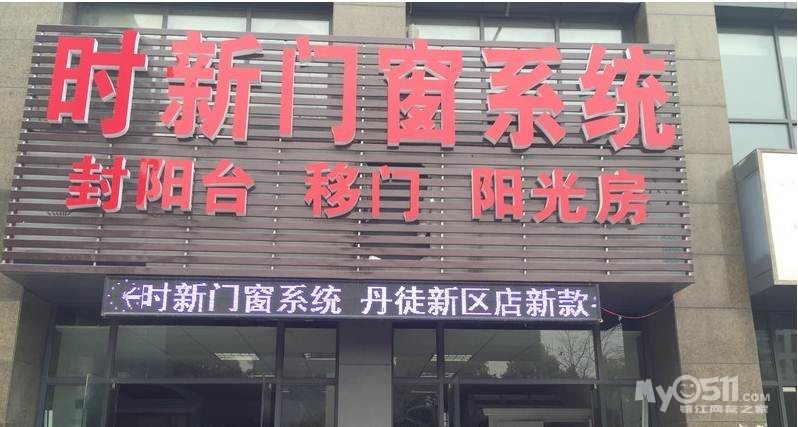 时新门窗系统
封阳台 移门 阳光房
时新门窗系统 丹徒新区店新款
My0511.com
镇江网友之家